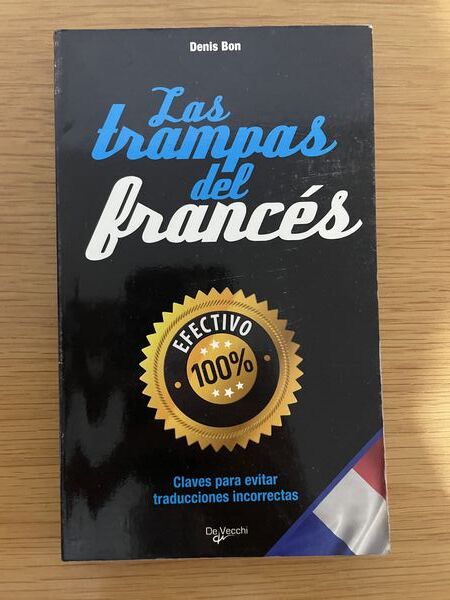 Denis Bon
Las
trampas
del
francés
EFECTIVO
100%
Claves para evitar
traducciones incorrectas
De Vecchi